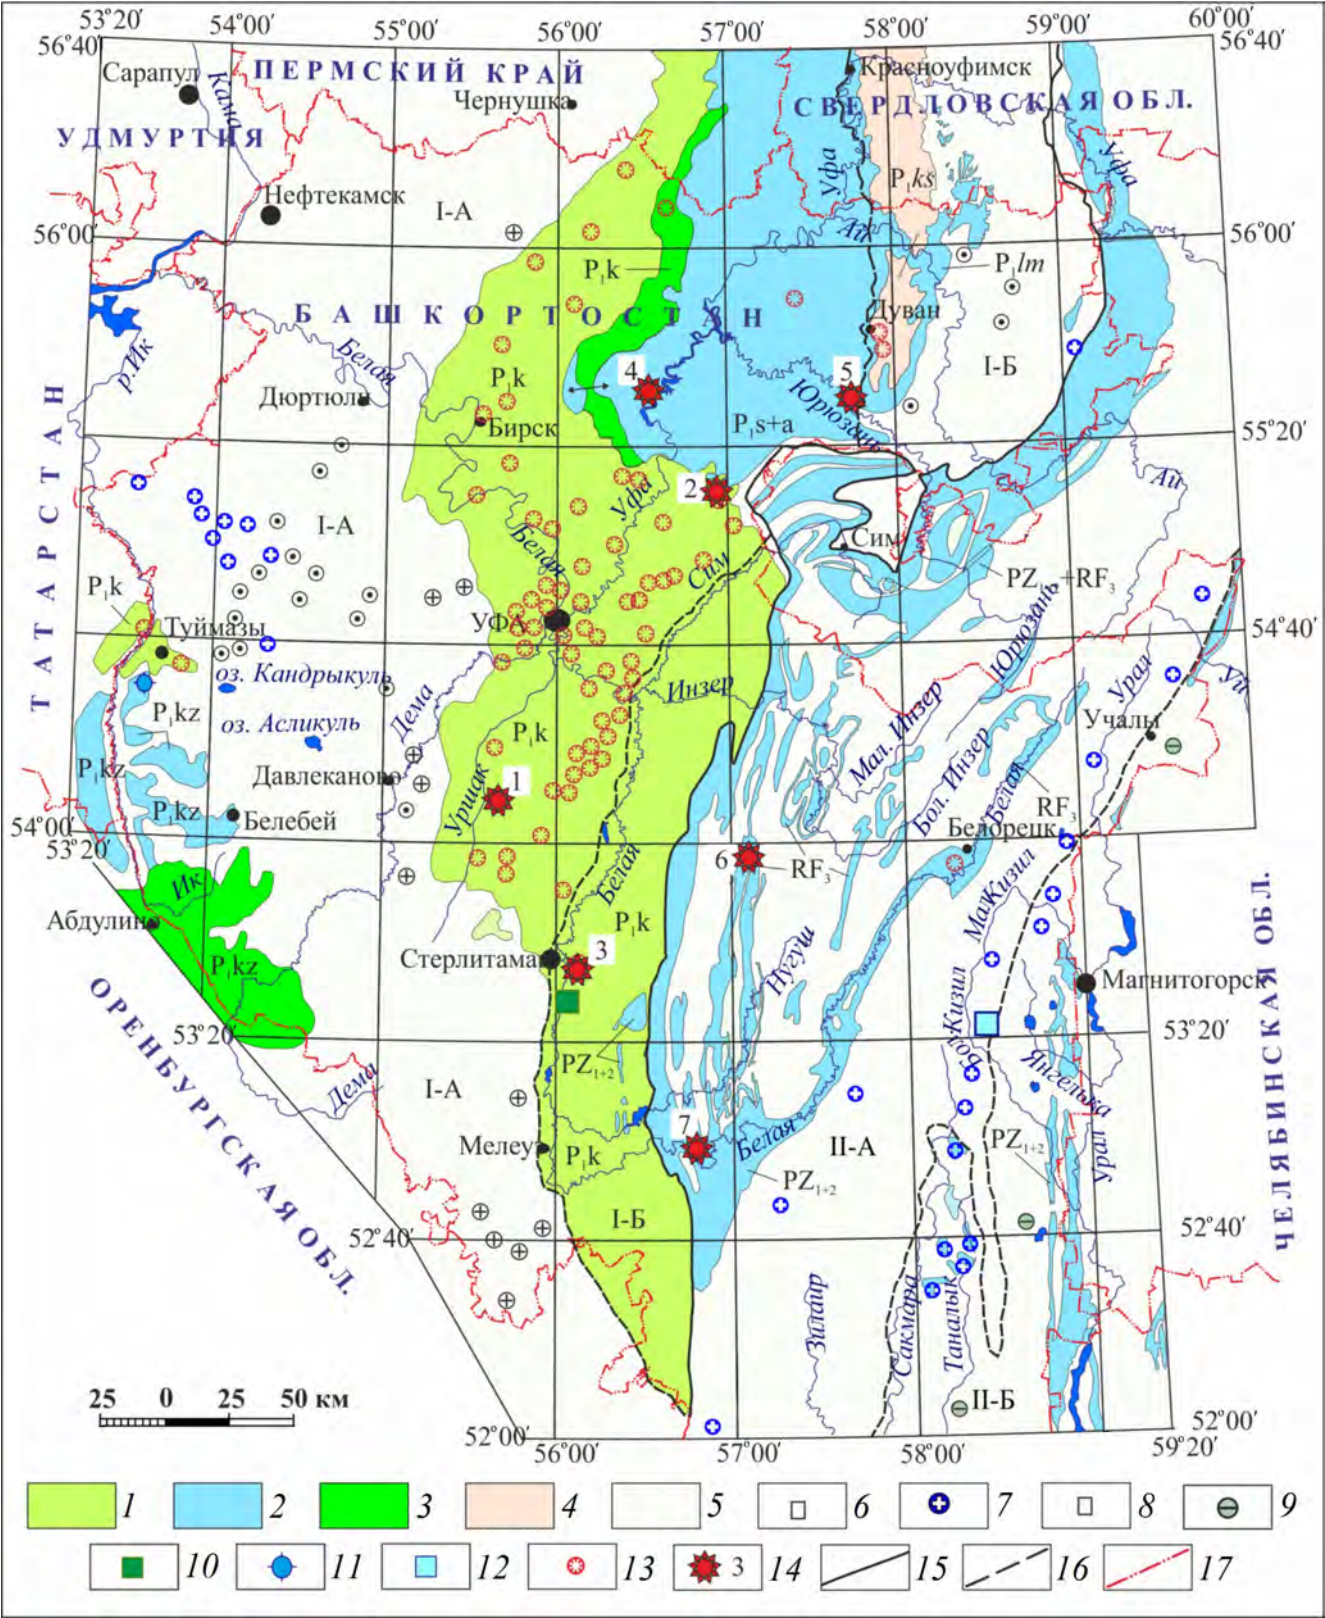 53°20′ 54°00′ 55°00′ 56°00′ 57°00′ 58°00′ 59°00′ 60°00′
56°40′ 56°40′
Сарапул
Кама
ПЕРМСКИЙ КРАЙ
Чернушка
Красноуфимск
СВЕРДЛОВСКАЯ ОБЛ.
УДМУРТИЯ
Уфа
Уфа
P₁kš
Нефтекамск
I-А
Ай
56°00′ 56°00′
P₁k
P₁lm
БАШКОРТОСТАН
Дуван
р.Ик
Белая
I-Б
4
5
P₁k
Дюртюли
Юрюзань
Бирск
P₁s+a
55°20′
ТАТАРСТАН
2
Ай
Уфа
I-А
Белая
Сим
Сим
P₁k
PZ₁₊₂+RF₃
УФА
Туймазы
54°40′
оз. Кандрыкуль
Юрюзань
Инзер
Урал
Уй
Дема
P₁kz
оз. Асликуль
Мал. Инзер
Учалы
P₁k
P₁kz
Давлеканово
Бол. Инзер
1
Уршак
Белая
P₁kz
Белебей
RF₃
Белорецк
54°00′
53°20′
6
RF₃
Белая
Ик
Мал.Кизил
Абдулино
P₁k
Стерлитамак
3
P₁kz
Нугуш
Бол.Кизил
Магнитогорск
ЧЕЛЯБИНСКАЯ ОБЛ.
ОРЕНБУРГСКАЯ ОБЛ.
53°20′ 53°20′
PZ₁₊₂
Янгелька
Дема
I-А
7
Мелеуз
P₁k
Белая
II-А
PZ₁₊₂
Урал
PZ₁₊₂
I-Б
52°40′ 52°40′
Зилаир
Сакмара
Таналык
25 0 25 50 км
II-Б
52°00′ 52°00′
56°00′ 57°00′ 58°00′ 59°20′
1 2 3 4 5 6 7 8 9
10 11 12 13 3 14 15 16 17